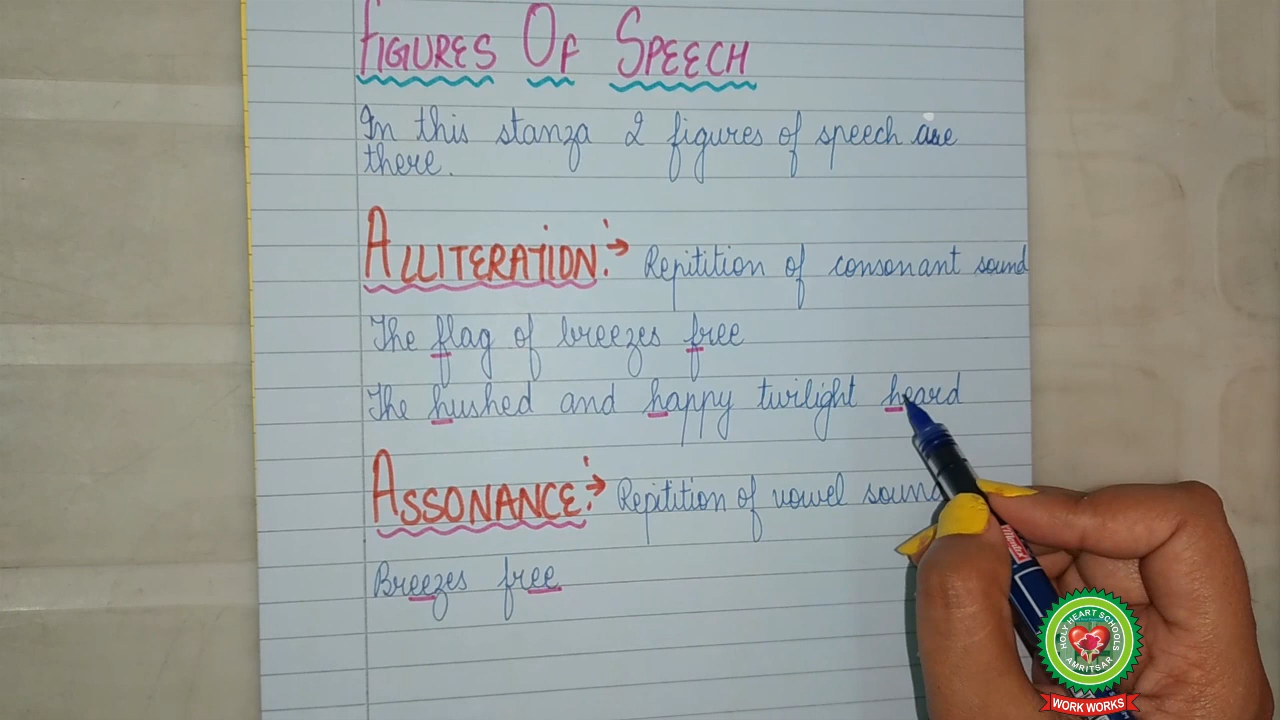 FIGURES OF SPEECH
In this stanza 2 figures of speech are
there.
ALLITERATION:→ Repitition of consonant sound
The flag of breezes free
The hushed and happy twilight heard
ASSONANCE:→ Repitition of vowel sound
Breezes free
HOLY HEART SCHOOLS
AMRITSAR
WORK WORKS